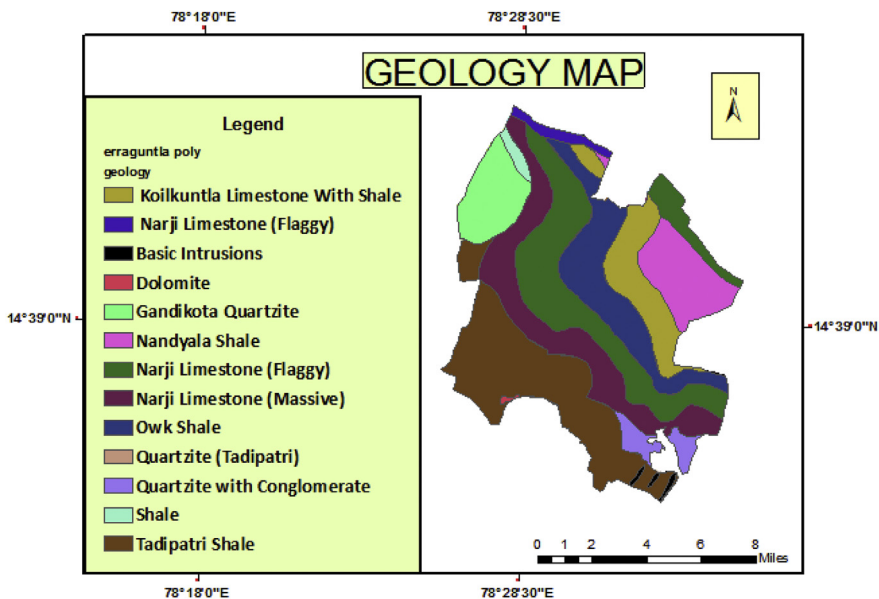 78°18'0"E
78°28'30"E
GEOLOGY MAP
N
Legend
erraguntla poly
geology
Koilkuntla Limestone With Shale
Narji Limestone (Flaggy)
Basic Intrusions
Dolomite
Gandikota Quartzite
Nandyala Shale
Narji Limestone (Flaggy)
Narji Limestone (Massive)
Owk Shale
Quartzite (Tadipatri)
Quartzite with Conglomerate
Shale
Tadipatri Shale
14°39'0"N
14°39'0"N
0 1 2 4 6 8
Miles
78°18'0"E
78°28'30"E